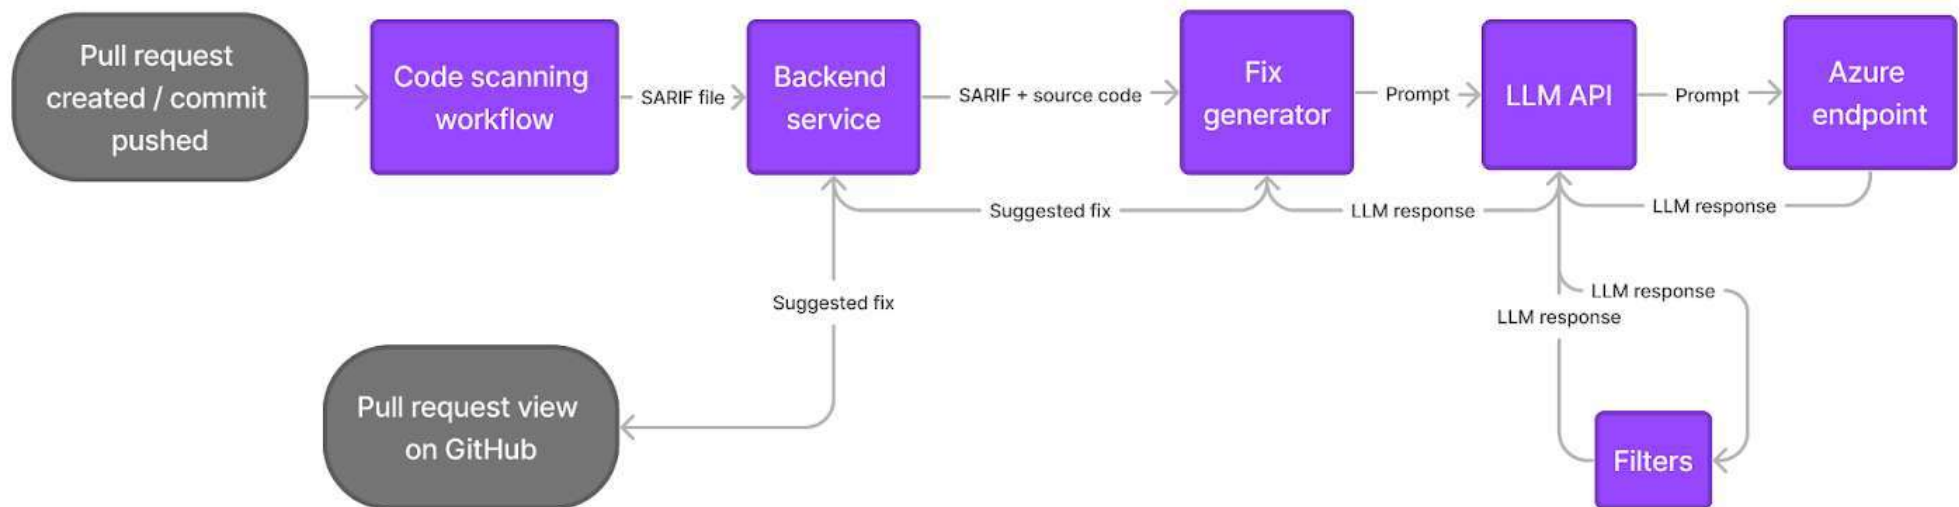 Pull request
created / commit
pushed
Code scanning
workflow
SARIF file
Backend
service
SARIF + source code
Fix
generator
Prompt
LLM API
Prompt
Azure
endpoint
Suggested fix
LLM response
LLM response
Suggested fix
LLM response
LLM response
Pull request view
on GitHub
Filters